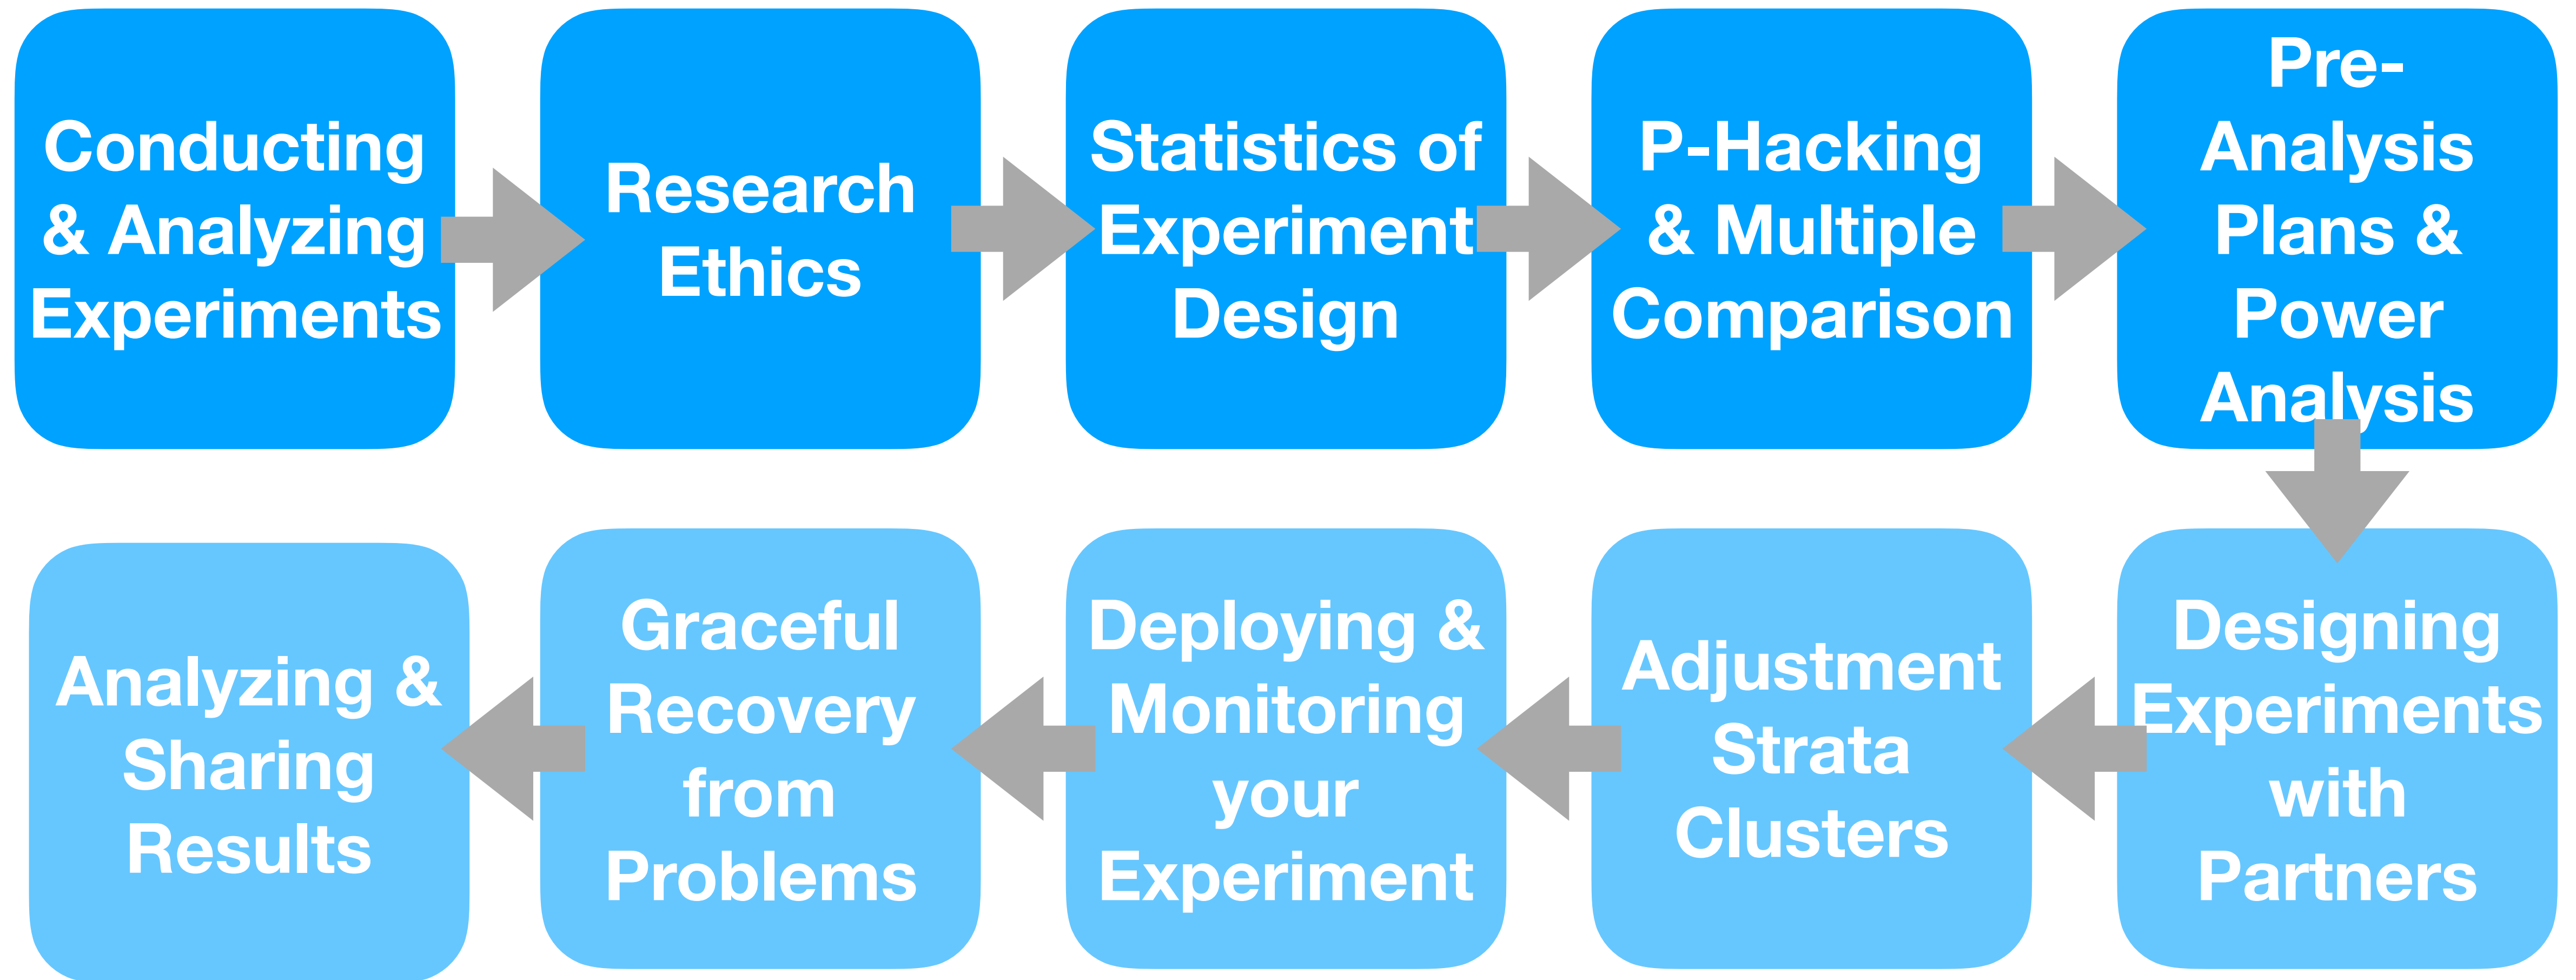 Conducting
& Analyzing
Experiments
Research
Ethics
Statistics of
Experiment
Design
P-Hacking
& Multiple
Comparison
Pre-
Analysis
Plans &
Power
Analysis
Designing
Experiments
with
Partners
Adjustment
Strata
Clusters
Deploying &
Monitoring
your
Experiment
Graceful
Recovery
from
Problems
Analyzing &
Sharing
Results